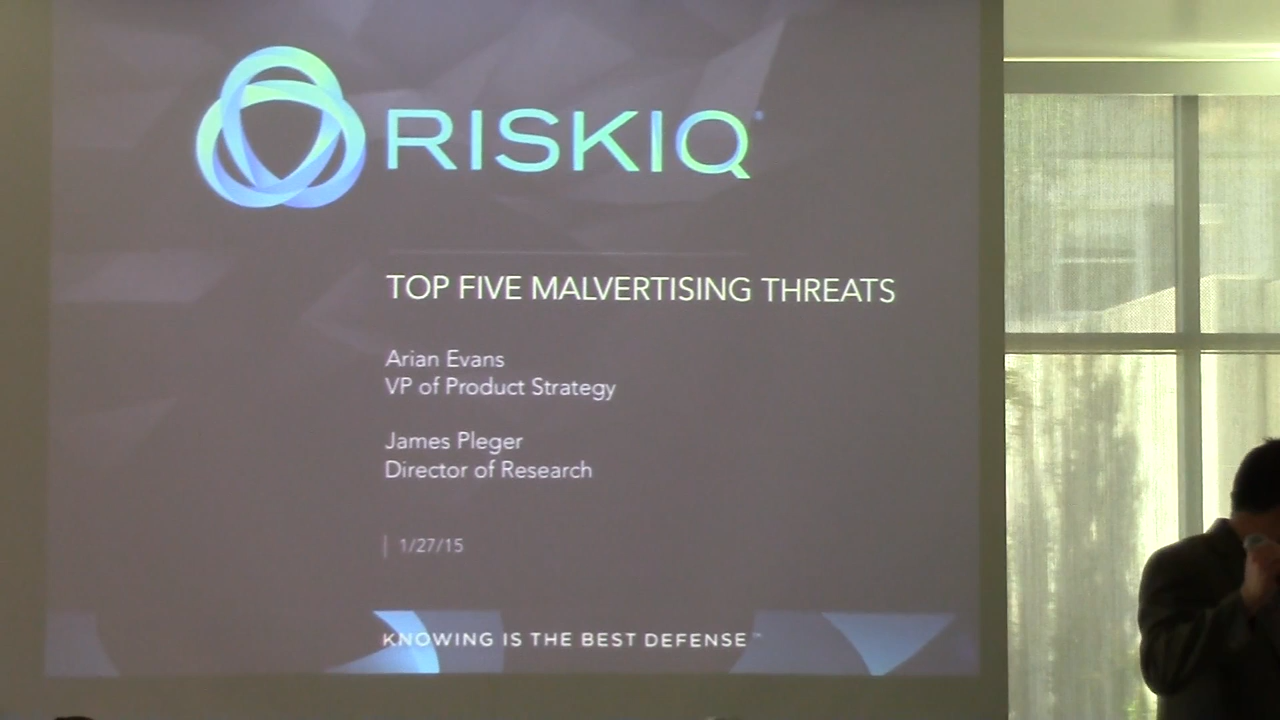 RISKIQ
TOP FIVE MALVERTISING THREATS
Arian Evans
VP of Product Strategy
James Pleger
Director of Research
| 1/27/15
KNOWING IS THE BEST DEFENSE™